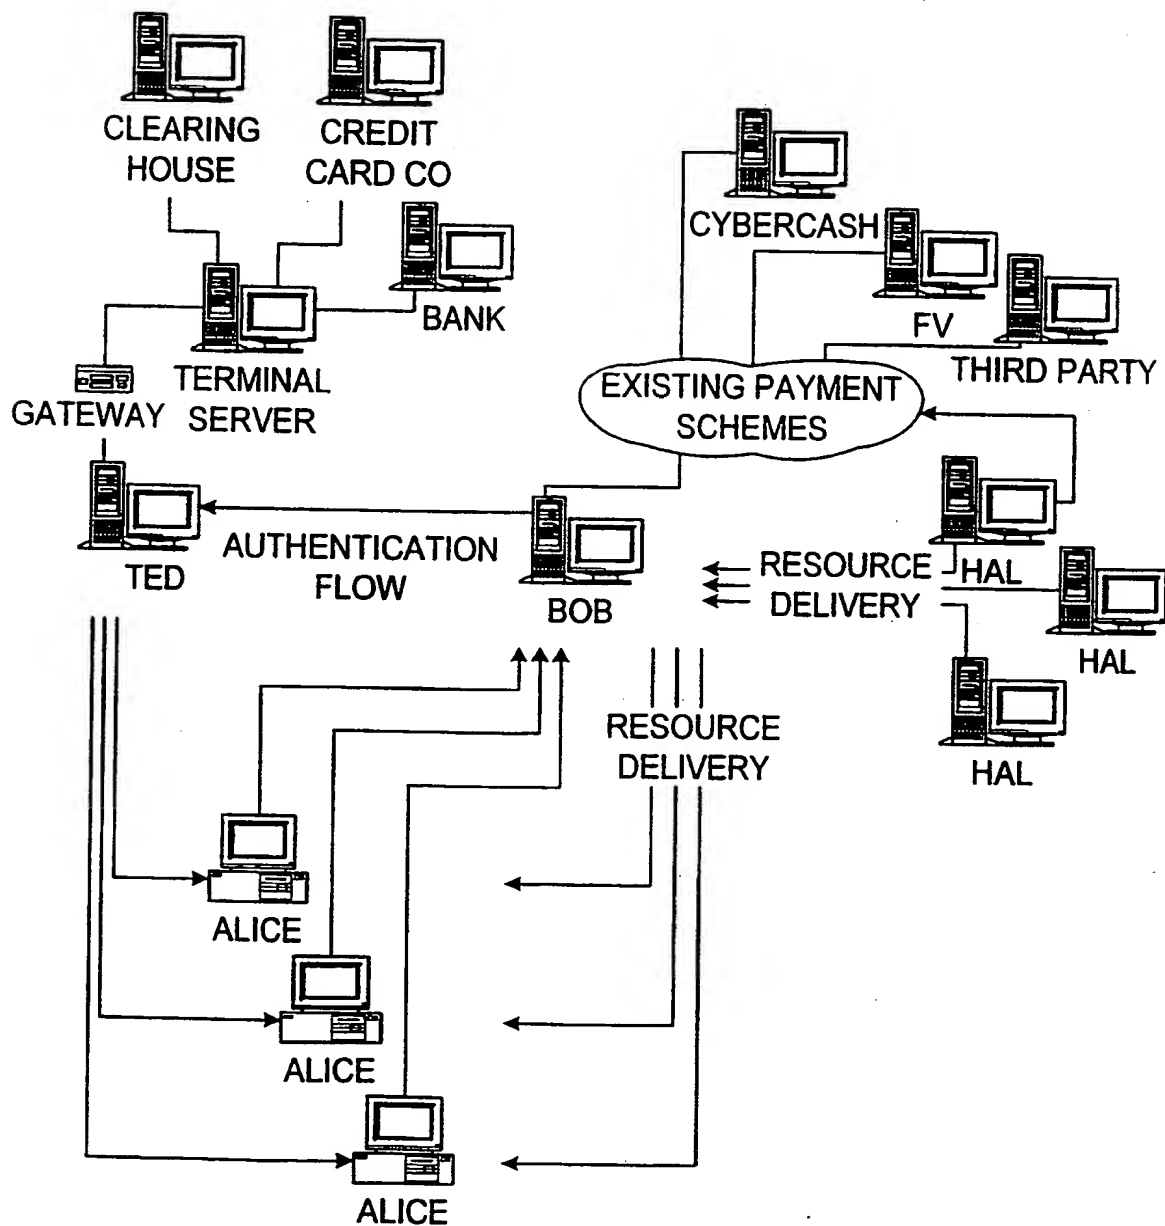 CLEARING
HOUSE
CREDIT
CARD CO
BANK
CYBERCASH
FV
THIRD PARTY
TERMINAL
SERVER
GATEWAY
EXISTING PAYMENT
SCHEMES
TED
AUTHENTICATION
FLOW
BOB
RESOURCE
DELIVERY
HAL
HAL
HAL
RESOURCE
DELIVERY
ALICE
ALICE
ALICE